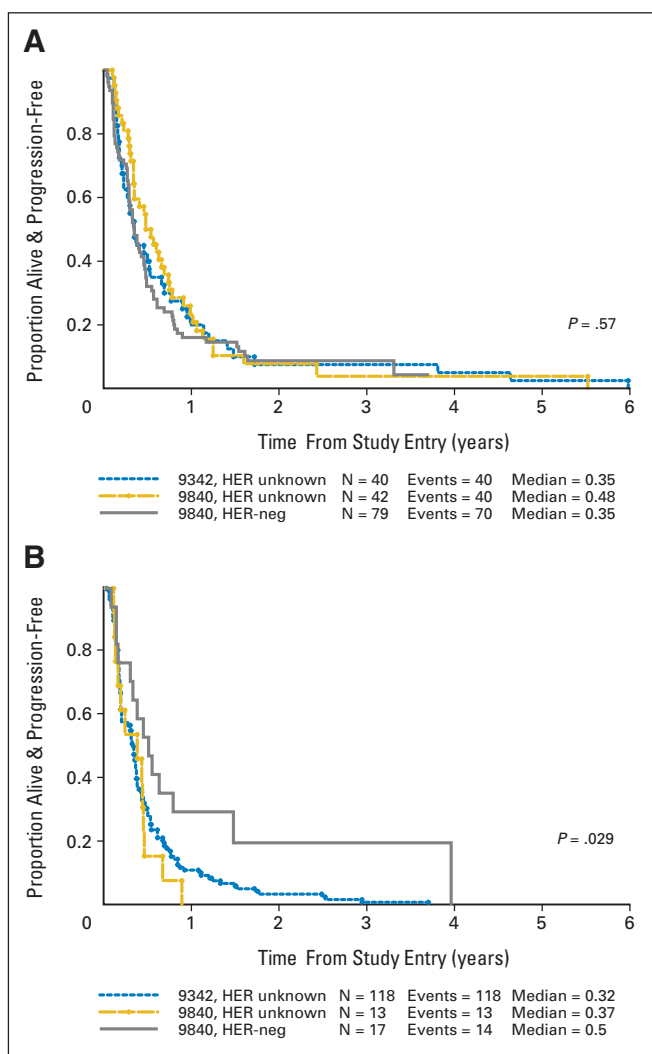 A
Proportion Alive & Progression-Free
0.8
0.6
0.4
0.2
P = .57
0 1 2 3 4 5 6
Time From Study Entry (years)
9342, HER unknown N = 40 Events = 40 Median = 0.35
9840, HER unknown N = 42 Events = 40 Median = 0.48
9840, HER-neg N = 79 Events = 70 Median = 0.35
B
Proportion Alive & Progression-Free
0.8
0.6
0.4
0.2
P = .029
0 1 2 3 4 5 6
Time From Study Entry (years)
9342, HER unknown N = 118 Events = 118 Median = 0.32
9840, HER unknown N = 13 Events = 13 Median = 0.37
9840, HER-neg N = 17 Events = 14 Median = 0.5